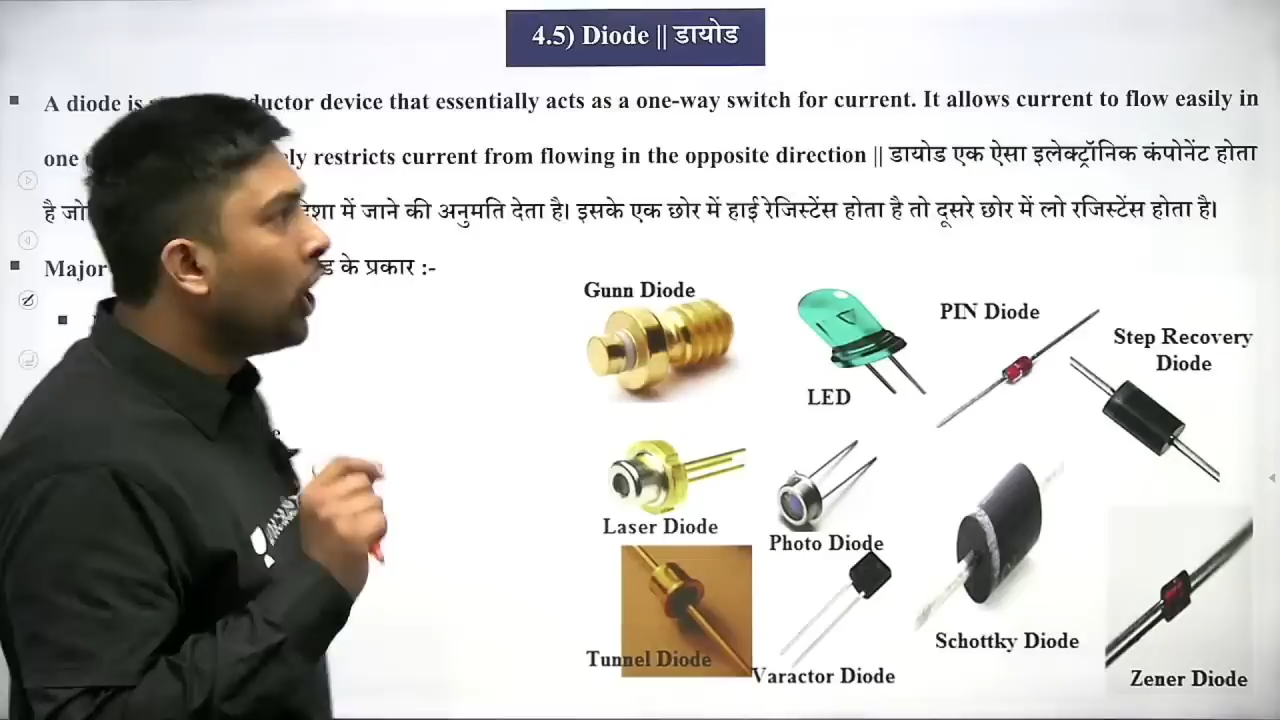 4.5) Diode || डायोड
A diode is ductor device that essentially acts as a one-way switch for current. It allows current to flow easily in
one ly restricts current from flowing in the opposite direction || डायोड एक ऐसा इलेक्ट्रॉनिक कंपोनेंट होता
है जो में जाने की अनुमति देता है। इसके एक छोर में हाई रेजिस्टेंस होता है तो दूसरे छोर में लो रजिस्टेंस होता है।
Major के प्रकार :-
Gunn Diode
PIN Diode
Step Recovery
Diode
LED
Laser Diode
Photo Diode
Schottky Diode
Tunnel Diode
Varactor Diode
Zener Diode